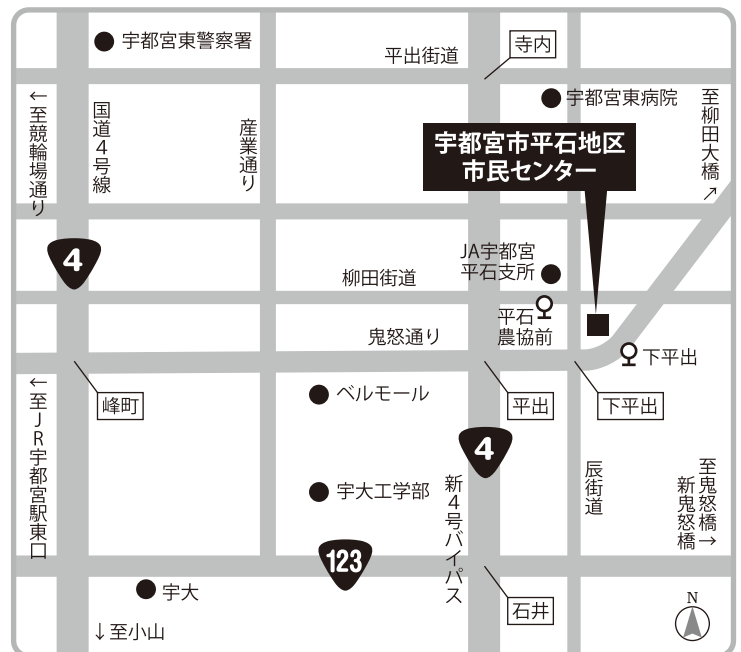 宇都宮東警察署
平出街道
寺内
宇都宮東病院
←至競輪場通り
国道4号線
産業通り
至柳田大橋↗
宇都宮市平石地区
市民センター
4
JA宇都宮
平石支所
柳田街道
平石
農協前
鬼怒通り
下平出
峰町
ベルモール
平出
下平出
←至JR宇都宮駅東口
4
宇大工学部
新4号バイパス
辰街道
至鬼怒橋→
新鬼怒橋
123
宇大
石井
↓至小山
N